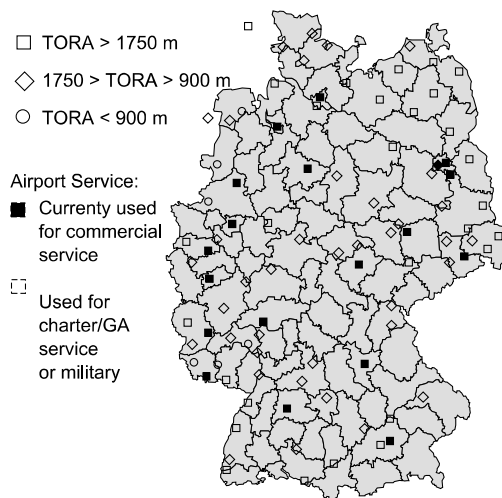 TORA > 1750 m
1750 > TORA > 900 m
TORA < 900 m
Airport Service:
Currenty used
for commercial
service
Used for
charter/GA
service
or military